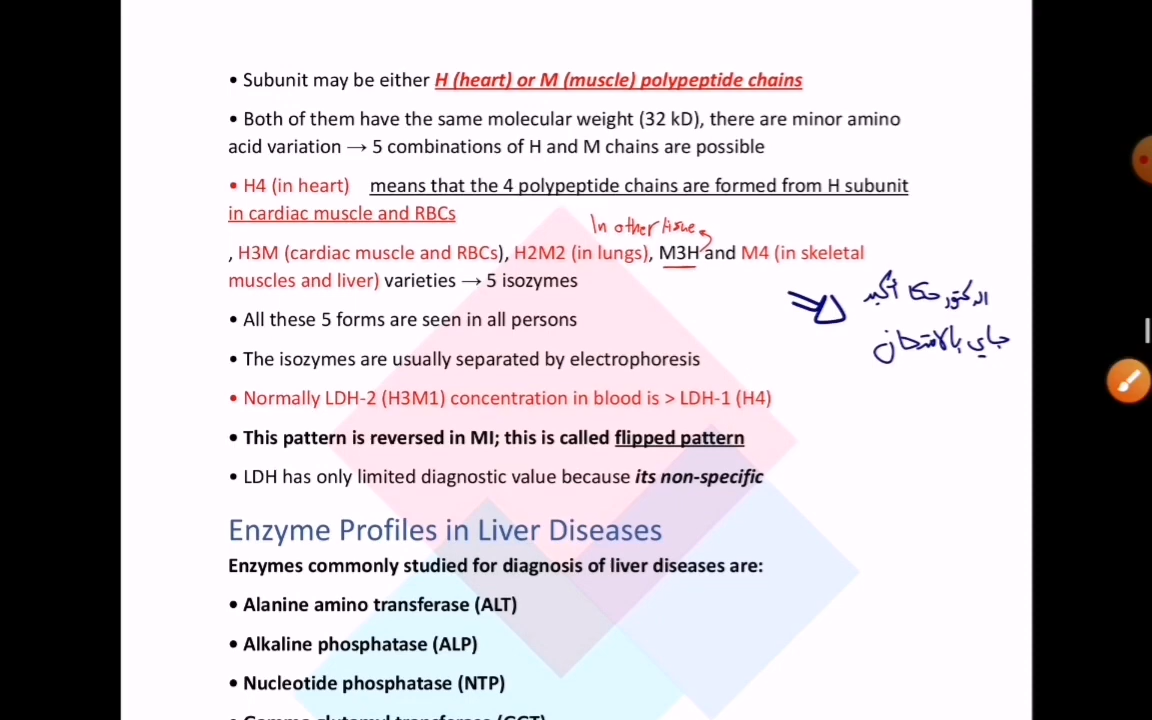 • Subunit may be either H (heart) or M (muscle) polypeptide chains
• Both of them have the same molecular weight (32 kD), there are minor amino
acid variation → 5 combinations of H and M chains are possible
• H4 (in heart) means that the 4 polypeptide chains are formed from H subunit
in cardiac muscle and RBCs
In other tisue
, H3M (cardiac muscle and RBCs), H2M2 (in lungs), M3H and M4 (in skeletal
muscles and liver) varieties → 5 isozymes
الدكتور حكا أكيد
جاي بالامتحان
• All these 5 forms are seen in all persons
• The isozymes are usually separated by electrophoresis
• Normally LDH-2 (H3M1) concentration in blood is > LDH-1 (H4)
• This pattern is reversed in MI; this is called flipped pattern
• LDH has only limited diagnostic value because its non-specific
Enzyme Profiles in Liver Diseases
Enzymes commonly studied for diagnosis of liver diseases are:
• Alanine amino transferase (ALT)
• Alkaline phosphatase (ALP)
• Nucleotide phosphatase (NTP)
• Gamma glutamyl transferase (GGT)